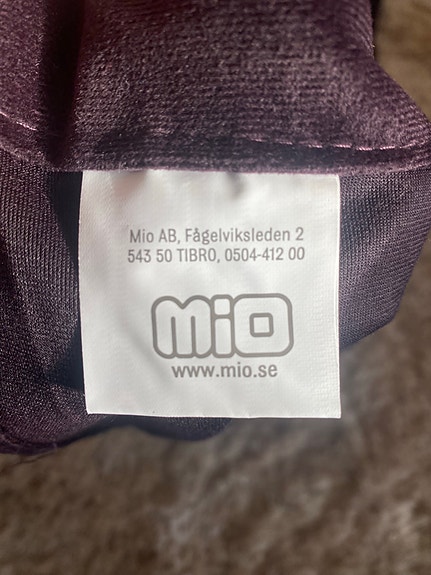 Mio AB, Fågelviksleden 2
543 50 TIBRO, 0504-412 00
MiO
www.mio.se